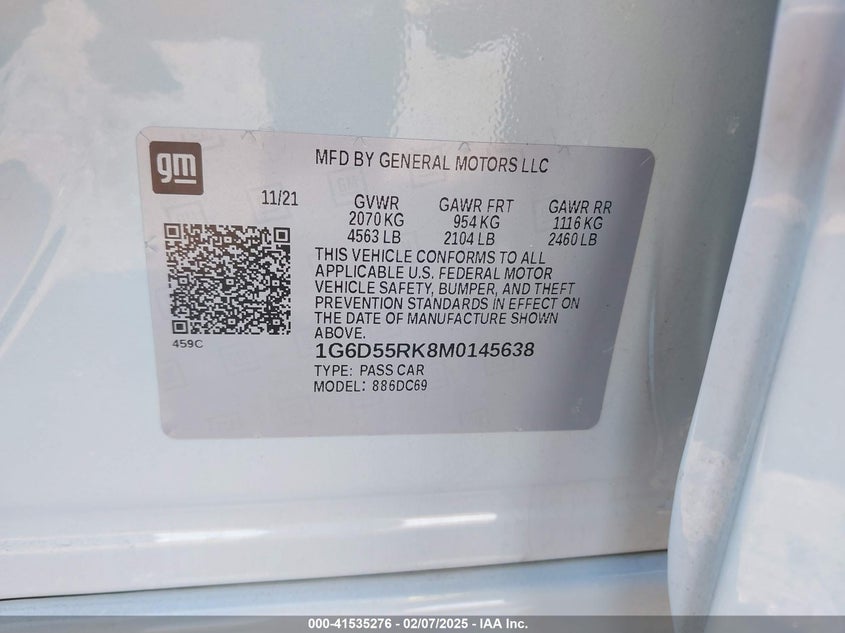 gm
MFD BY GENERAL MOTORS LLC
11/21 GVWR GAWR FRT GAWR RR
2070 KG 954 KG 1116 KG
4563 LB 2104 LB 2460 LB
THIS VEHICLE CONFORMS TO ALL
APPLICABLE U.S. FEDERAL MOTOR
VEHICLE SAFETY, BUMPER, AND THEFT
PREVENTION STANDARDS IN EFFECT ON
THE DATE OF MANUFACTURE SHOWN
ABOVE.
459C
1G6D55RK8M0145638
TYPE: PASS CAR
MODEL: 886DC69
000-41535276 - 02/07/2025 - IAA Inc.